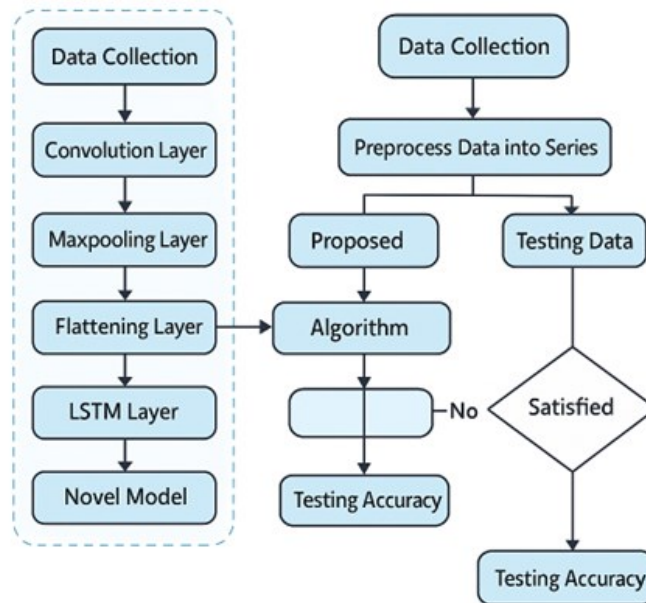 Data Collection
Convolution Layer
Maxpooling Layer
Flattening Layer
LSTM Layer
Novel Model
Data Collection
Preprocess Data into Series
Proposed
Testing Data
Algorithm
No
Satisfied
Testing Accuracy
Testing Accuracy